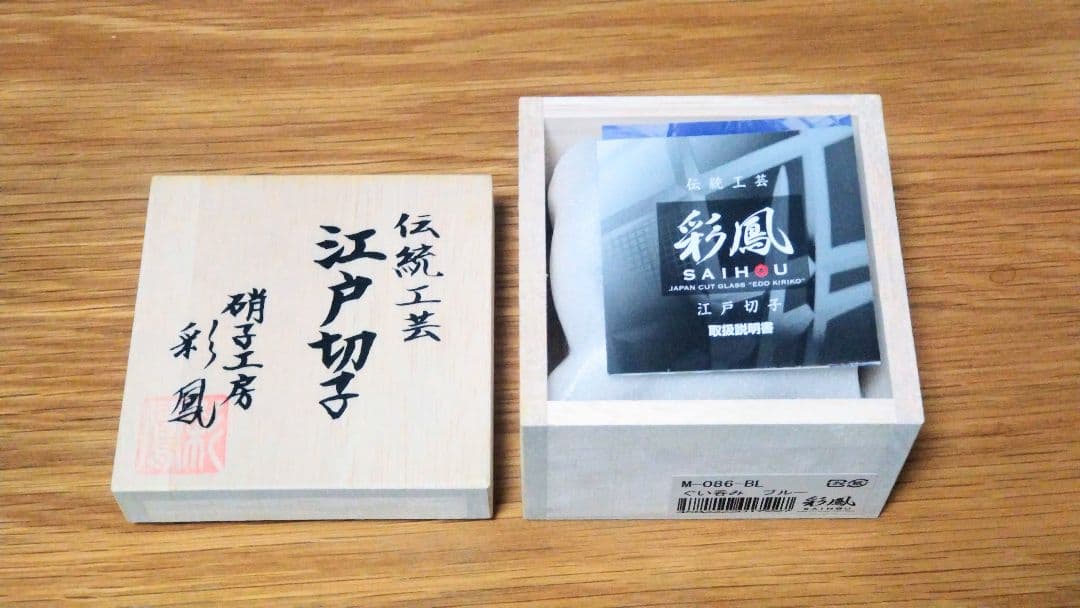 伝統工芸
江戸切子
硝子工房
彩鳳
伝統工芸
彩鳳
SAIHOU
JAPAN CUT GLASS "EDO KIRIKO"
江戸切子
取扱説明書
M-086-BL
ぐい呑み ブルー
彩鳳
SAIHOU